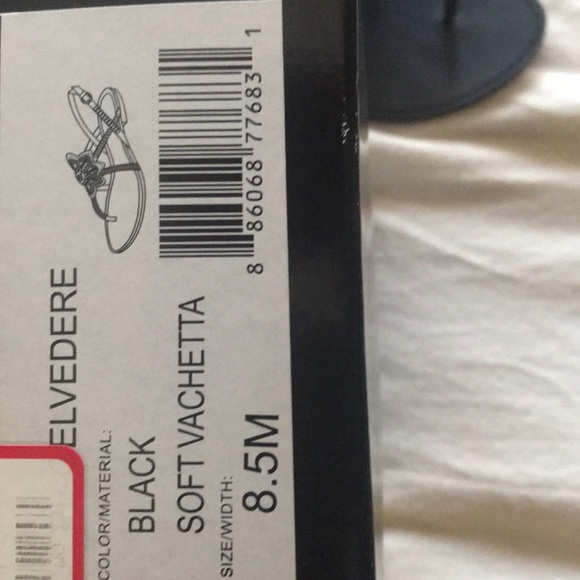 ELVEDERE
COLOR/MATERIAL:
BLACK
SOFT VACHETTA
SIZE/WIDTH:
8.5M
8 86068 77683 1